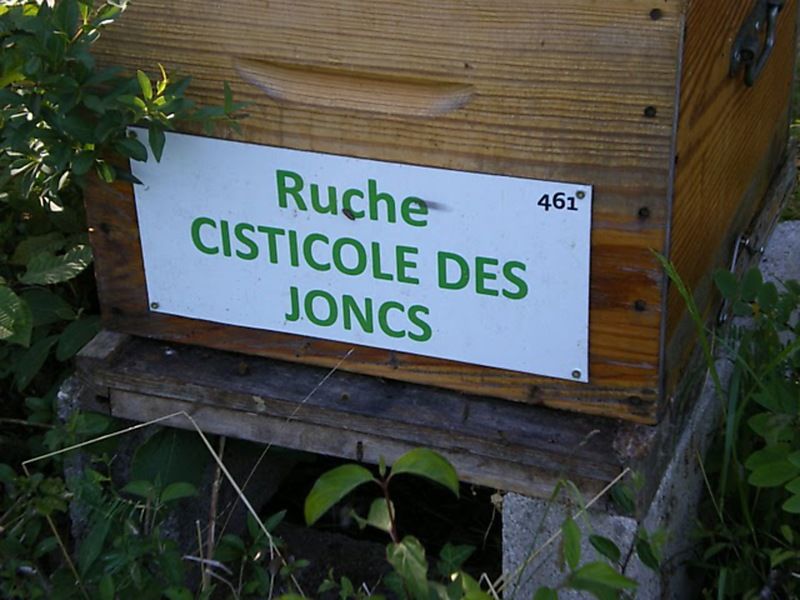 Ruche
461
CISTICOLE DES
JONCS